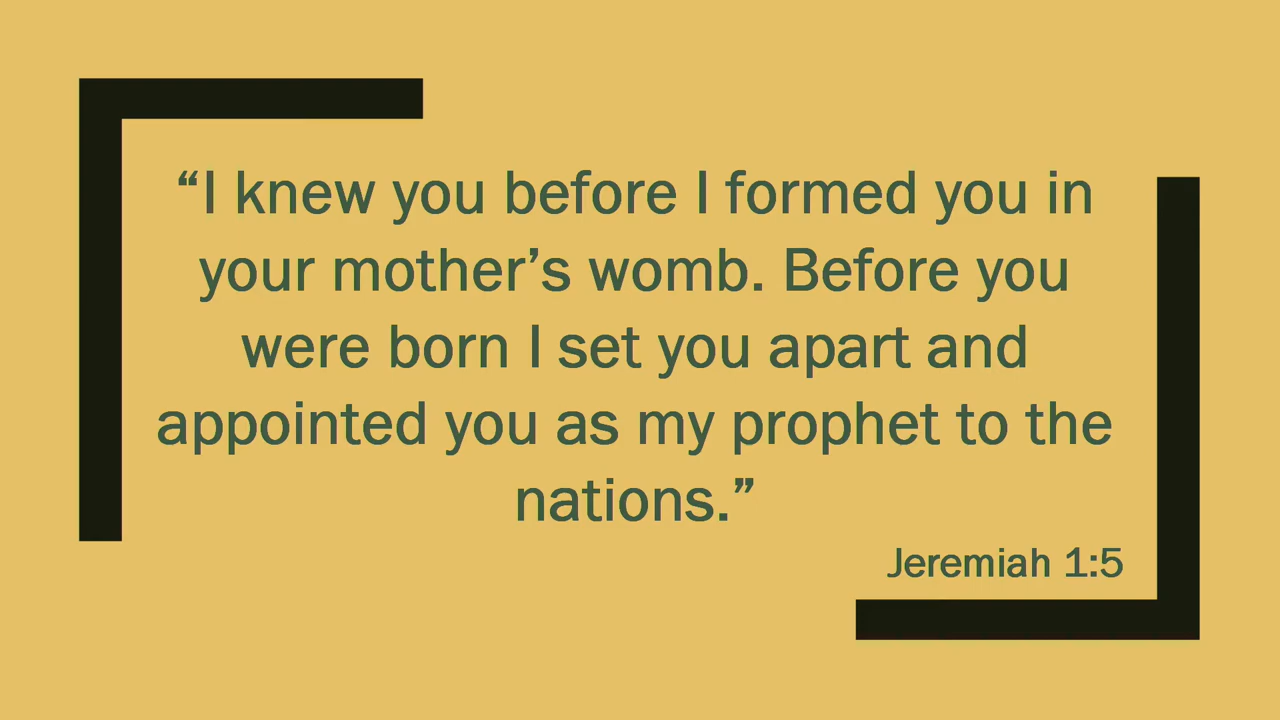 “I knew you before I formed you in
your mother’s womb. Before you
were born I set you apart and
appointed you as my prophet to the
nations.”
Jeremiah 1:5